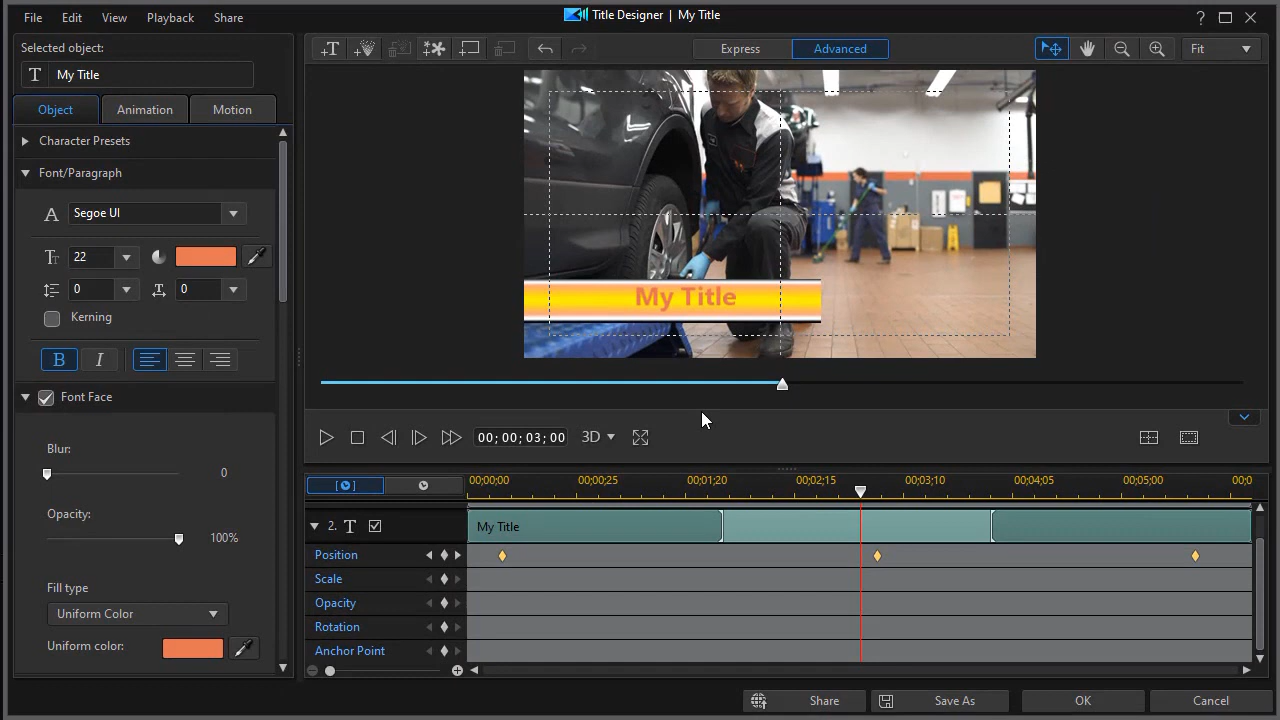 File Edit View Playback Share
Title Designer | My Title
?
Selected object:
T My Title
Express Advanced
Fit
Object Animation Motion
Character Presets
Font/Paragraph
Segoe UI
22
0 0
Kerning
B I
Font Face
Blur:
0
Opacity:
100%
Fill type
Uniform Color
Uniform color:
My Title
00;00;03;00
3D
00;00;00 00;00;25 00;01;20 00;02;15 00;03;10 00;04;05 00;05;00 00;0
2. T My Title
Position
Scale
Opacity
Rotation
Anchor Point
Share Save As OK Cancel